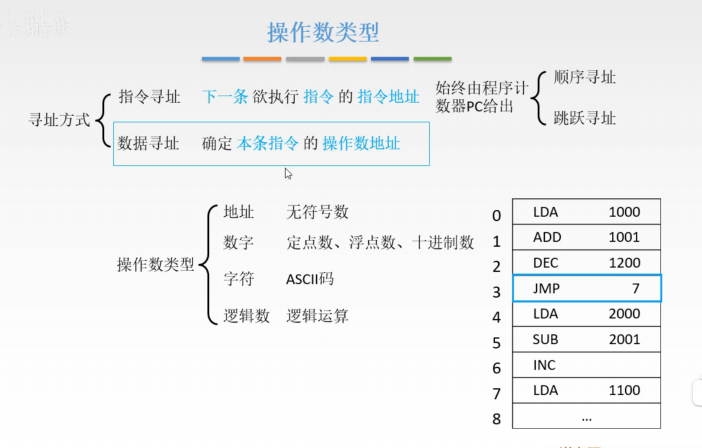 操作数类型
寻址方式
指令寻址 下一条 欲执行 指令 的 指令地址
始终由程序计
数器PC给出
顺序寻址
跳跃寻址
数据寻址 确定 本条指令 的 操作数地址
操作数类型
地址 无符号数
数字 定点数、浮点数、十进制数
字符 ASCII码
逻辑数 逻辑运算
0 LDA 1000
1 ADD 1001
2 DEC 1200
3 JMP 7
4 LDA 2000
5 SUB 2001
6 INC
7 LDA 1100
8 ...